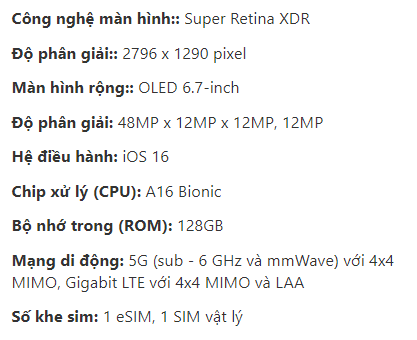 Công nghệ màn hình:: Super Retina XDR
Độ phân giải:: 2796 x 1290 pixel
Màn hình rộng:: OLED 6.7-inch
Độ phân giải: 48MP x 12MP x 12MP, 12MP
Hệ điều hành: iOS 16
Chip xử lý (CPU): A16 Bionic
Bộ nhớ trong (ROM): 128GB
Mạng di động: 5G (sub - 6 GHz và mmWave) với 4x4
MIMO, Gigabit LTE với 4x4 MIMO và LAA
Số khe sim: 1 eSIM, 1 SIM vật lý